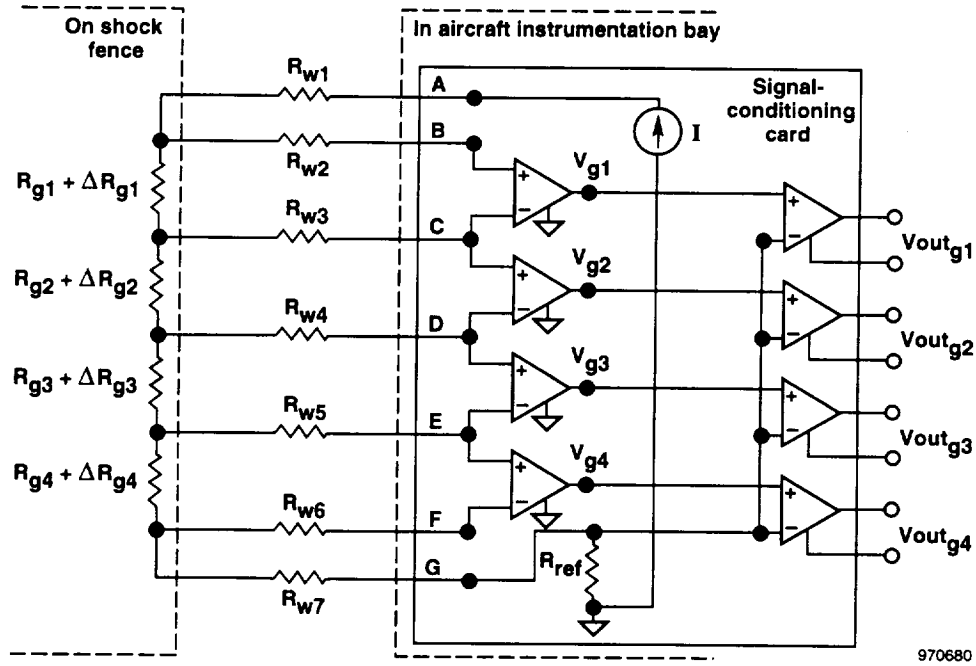 On shock
fence
In aircraft instrumentation bay
Signal-
conditioning
card
Rw1
A
I
B
Rw2
Vg1
Rg1 + ΔRg1
Rw3
C
Voutg1
Vg2
Rg2 + ΔRg2
Rw4
D
Voutg2
Vg3
Rg3 + ΔRg3
Rw5
E
Voutg3
Vg4
Rg4 + ΔRg4
Rw6
F
Voutg4
G
Rref
Rw7
970680